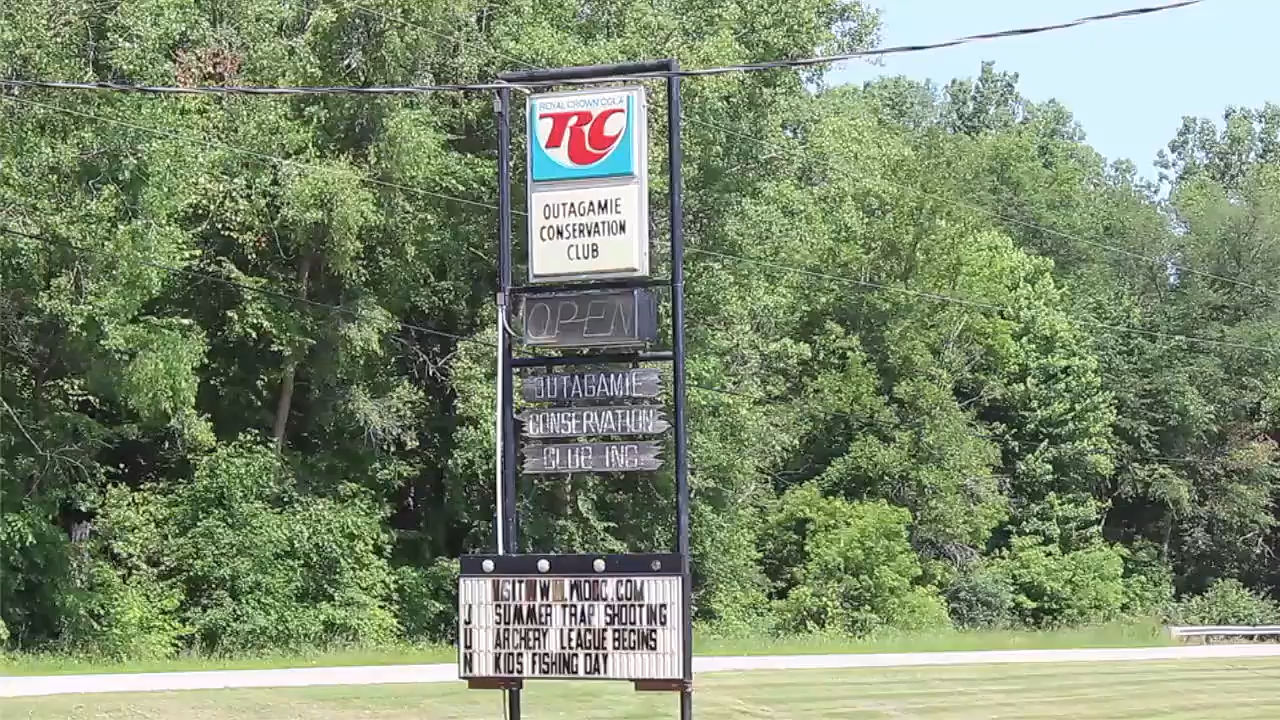 ROYAL CROWN COLA
RC
OUTAGAMIE
CONSERVATION
CLUB
OPEN
OUTAGAMIE
CONSERVATION
CLUB INC.
J SUMMER TRAP SHOOTING
U ARCHERY LEAGUE BEGINS
N KIDS FISHING DAY